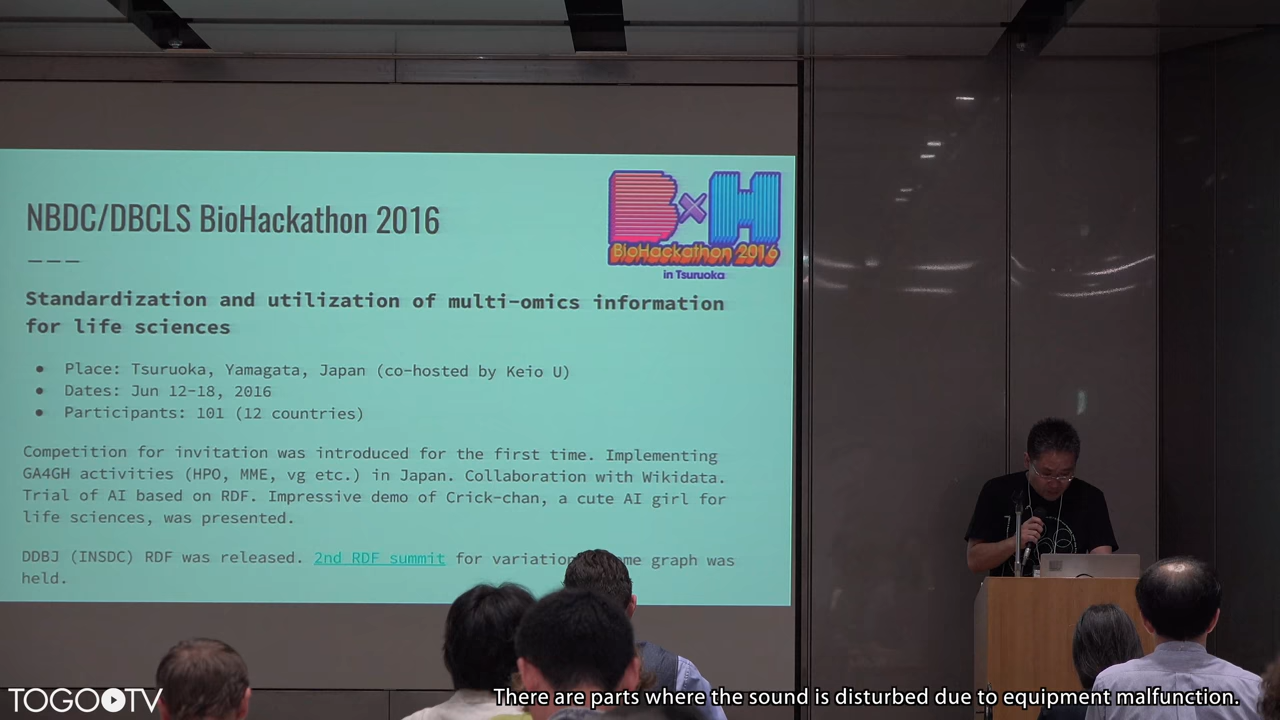 NBDC/DBCLS BioHackathon 2016
B×H
BioHackathon 2016
in Tsuruoka
Standardization and utilization of multi-omics information
for life sciences
● Place: Tsuruoka, Yamagata, Japan (co-hosted by Keio U)
● Dates: Jun 12-18, 2016
● Participants: 101 (12 countries)
Competition for invitation was introduced for the first time. Implementing
GA4GH activities (HPO, MME, vg etc.) in Japan. Collaboration with Wikidata.
Trial of AI based on RDF. Impressive demo of Crick-chan, a cute AI girl for
life sciences, was presented.
DDBJ (INSDC) RDF was released. 2nd RDF summit for variation graph was
held.
TOGOTV
There are parts where the sound is disturbed due to equipment malfunction.